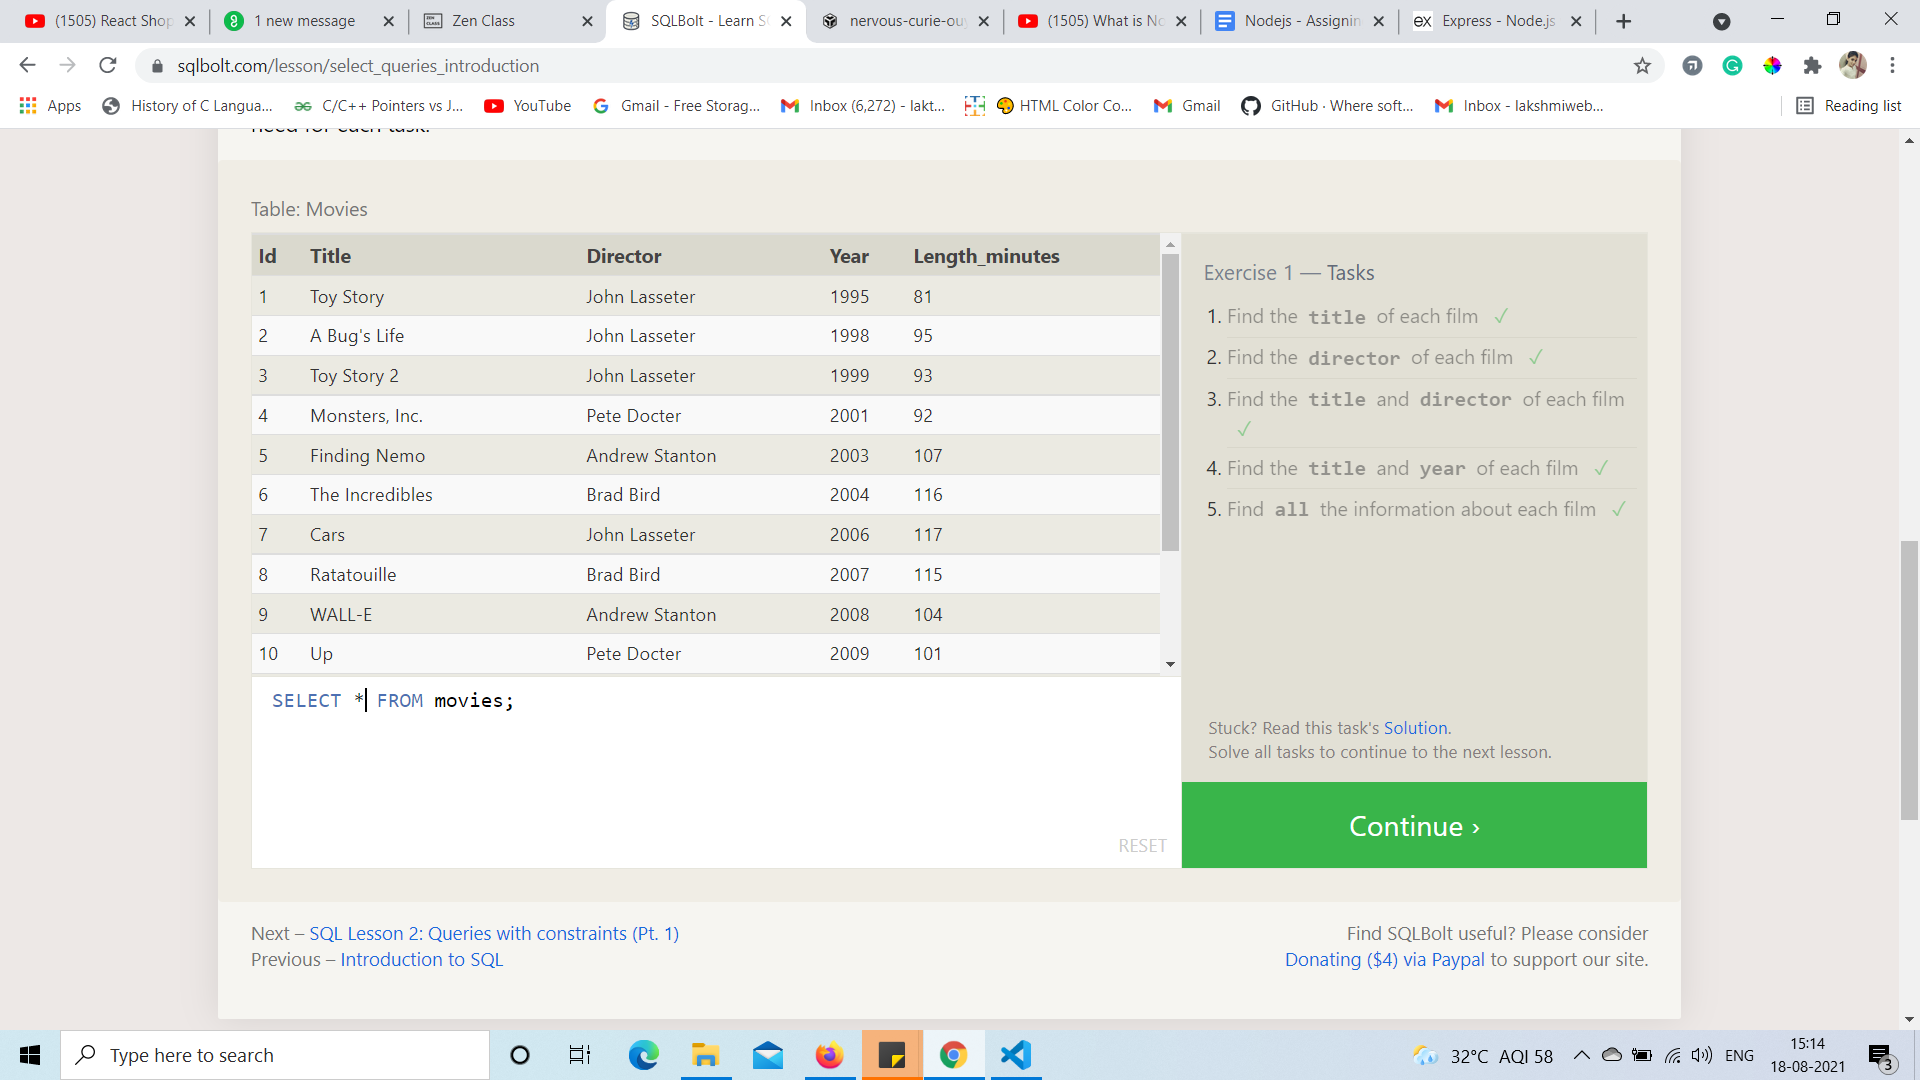 (1505) React Shop
1 new message
Zen Class
SQLBolt - Learn S
nervous-curie-ou
(1505) What is No
Nodejs - Assignin
Express - Node.js
sqlbolt.com/lesson/select_queries_introduction
Apps
History of C Langua...
C/C++ Pointers vs J...
YouTube
Gmail - Free Storag...
Inbox (6,272) - lakt...
HTML Color Co...
Gmail
GitHub · Where soft...
Inbox - lakshmiweb...
Reading list
need for each task.
Table: Movies
Id Title Director Year Length_minutes
1 Toy Story John Lasseter 1995 81
2 A Bug's Life John Lasseter 1998 95
3 Toy Story 2 John Lasseter 1999 93
4 Monsters, Inc. Pete Docter 2001 92
5 Finding Nemo Andrew Stanton 2003 107
6 The Incredibles Brad Bird 2004 116
7 Cars John Lasseter 2006 117
8 Ratatouille Brad Bird 2007 115
9 WALL-E Andrew Stanton 2008 104
10 Up Pete Docter 2009 101
SELECT * FROM movies;
RESET
Exercise 1 — Tasks
1. Find the title of each film ✓
2. Find the director of each film ✓
3. Find the title and director of each film
✓
4. Find the title and year of each film ✓
5. Find all the information about each film ✓
Stuck? Read this task's Solution.
Solve all tasks to continue to the next lesson.
Continue ›
Next – SQL Lesson 2: Queries with constraints (Pt. 1)
Previous – Introduction to SQL
Find SQLBolt useful? Please consider
Donating ($4) via Paypal to support our site.
Type here to search
32°C AQI 58
ENG
15:14
18-08-2021
3